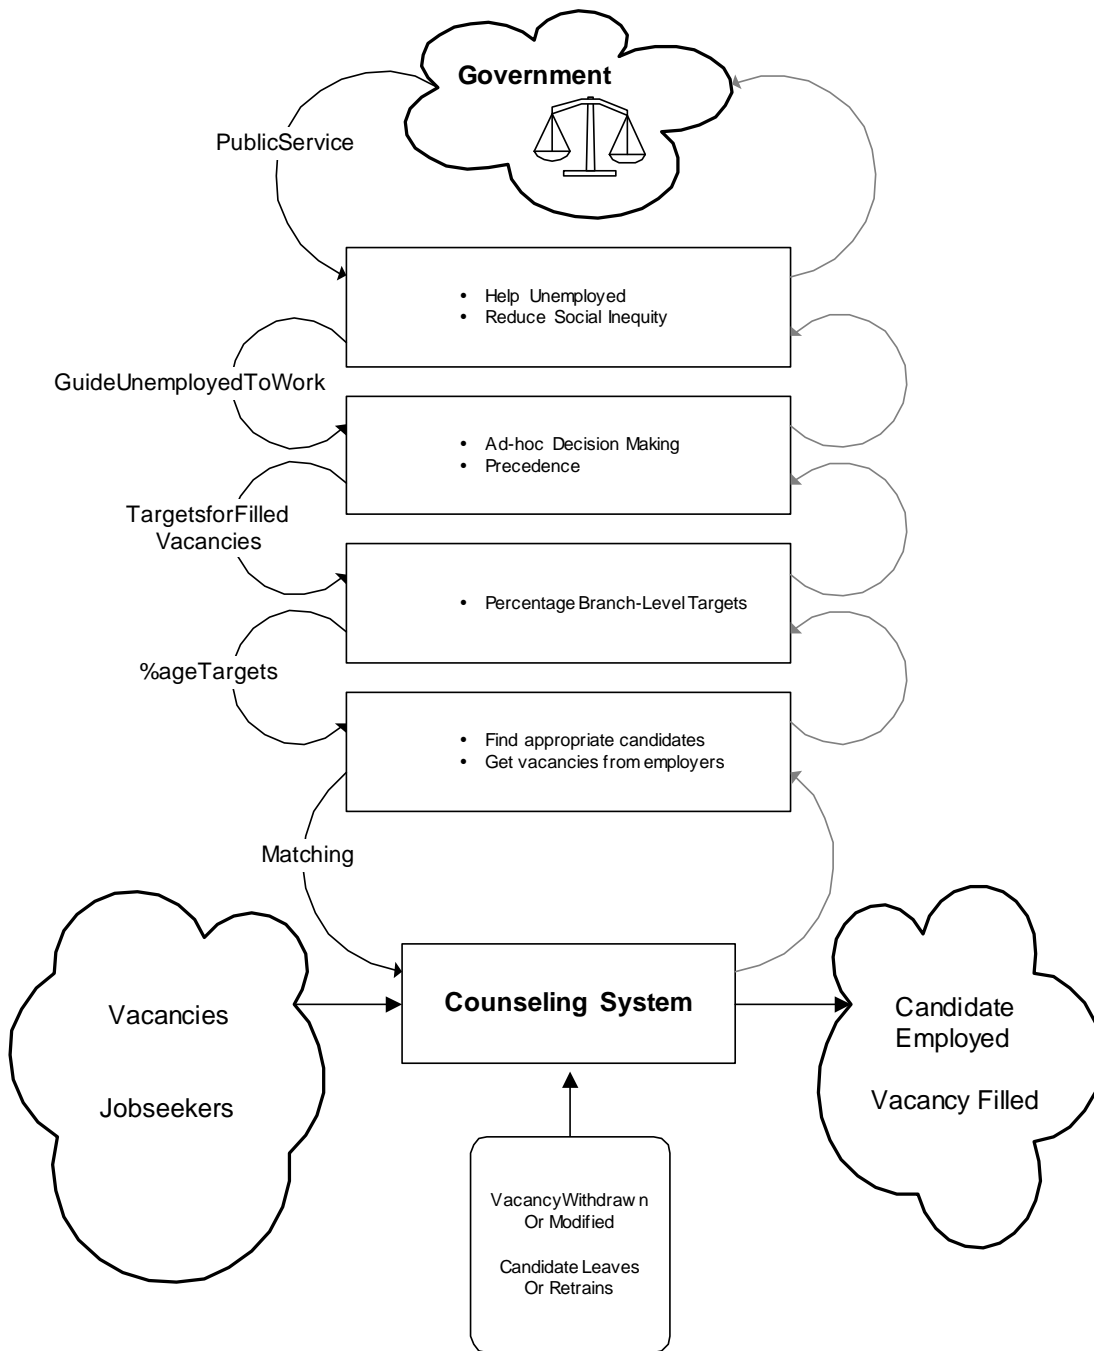 Government
PublicService
• Help Unemployed
• Reduce Social Inequity
GuideUnemployedToWork
• Ad-hoc Decision Making
• Precedence
TargetsforFilled
Vacancies
• Percentage Branch-Level Targets
%ageTargets
• Find appropriate candidates
• Get vacancies from employers
Matching
Counseling System
Vacancies
Jobseekers
Candidate
Employed
Vacancy Filled
VacancyWithdrawn
Or Modified
Candidate Leaves
Or Retrains